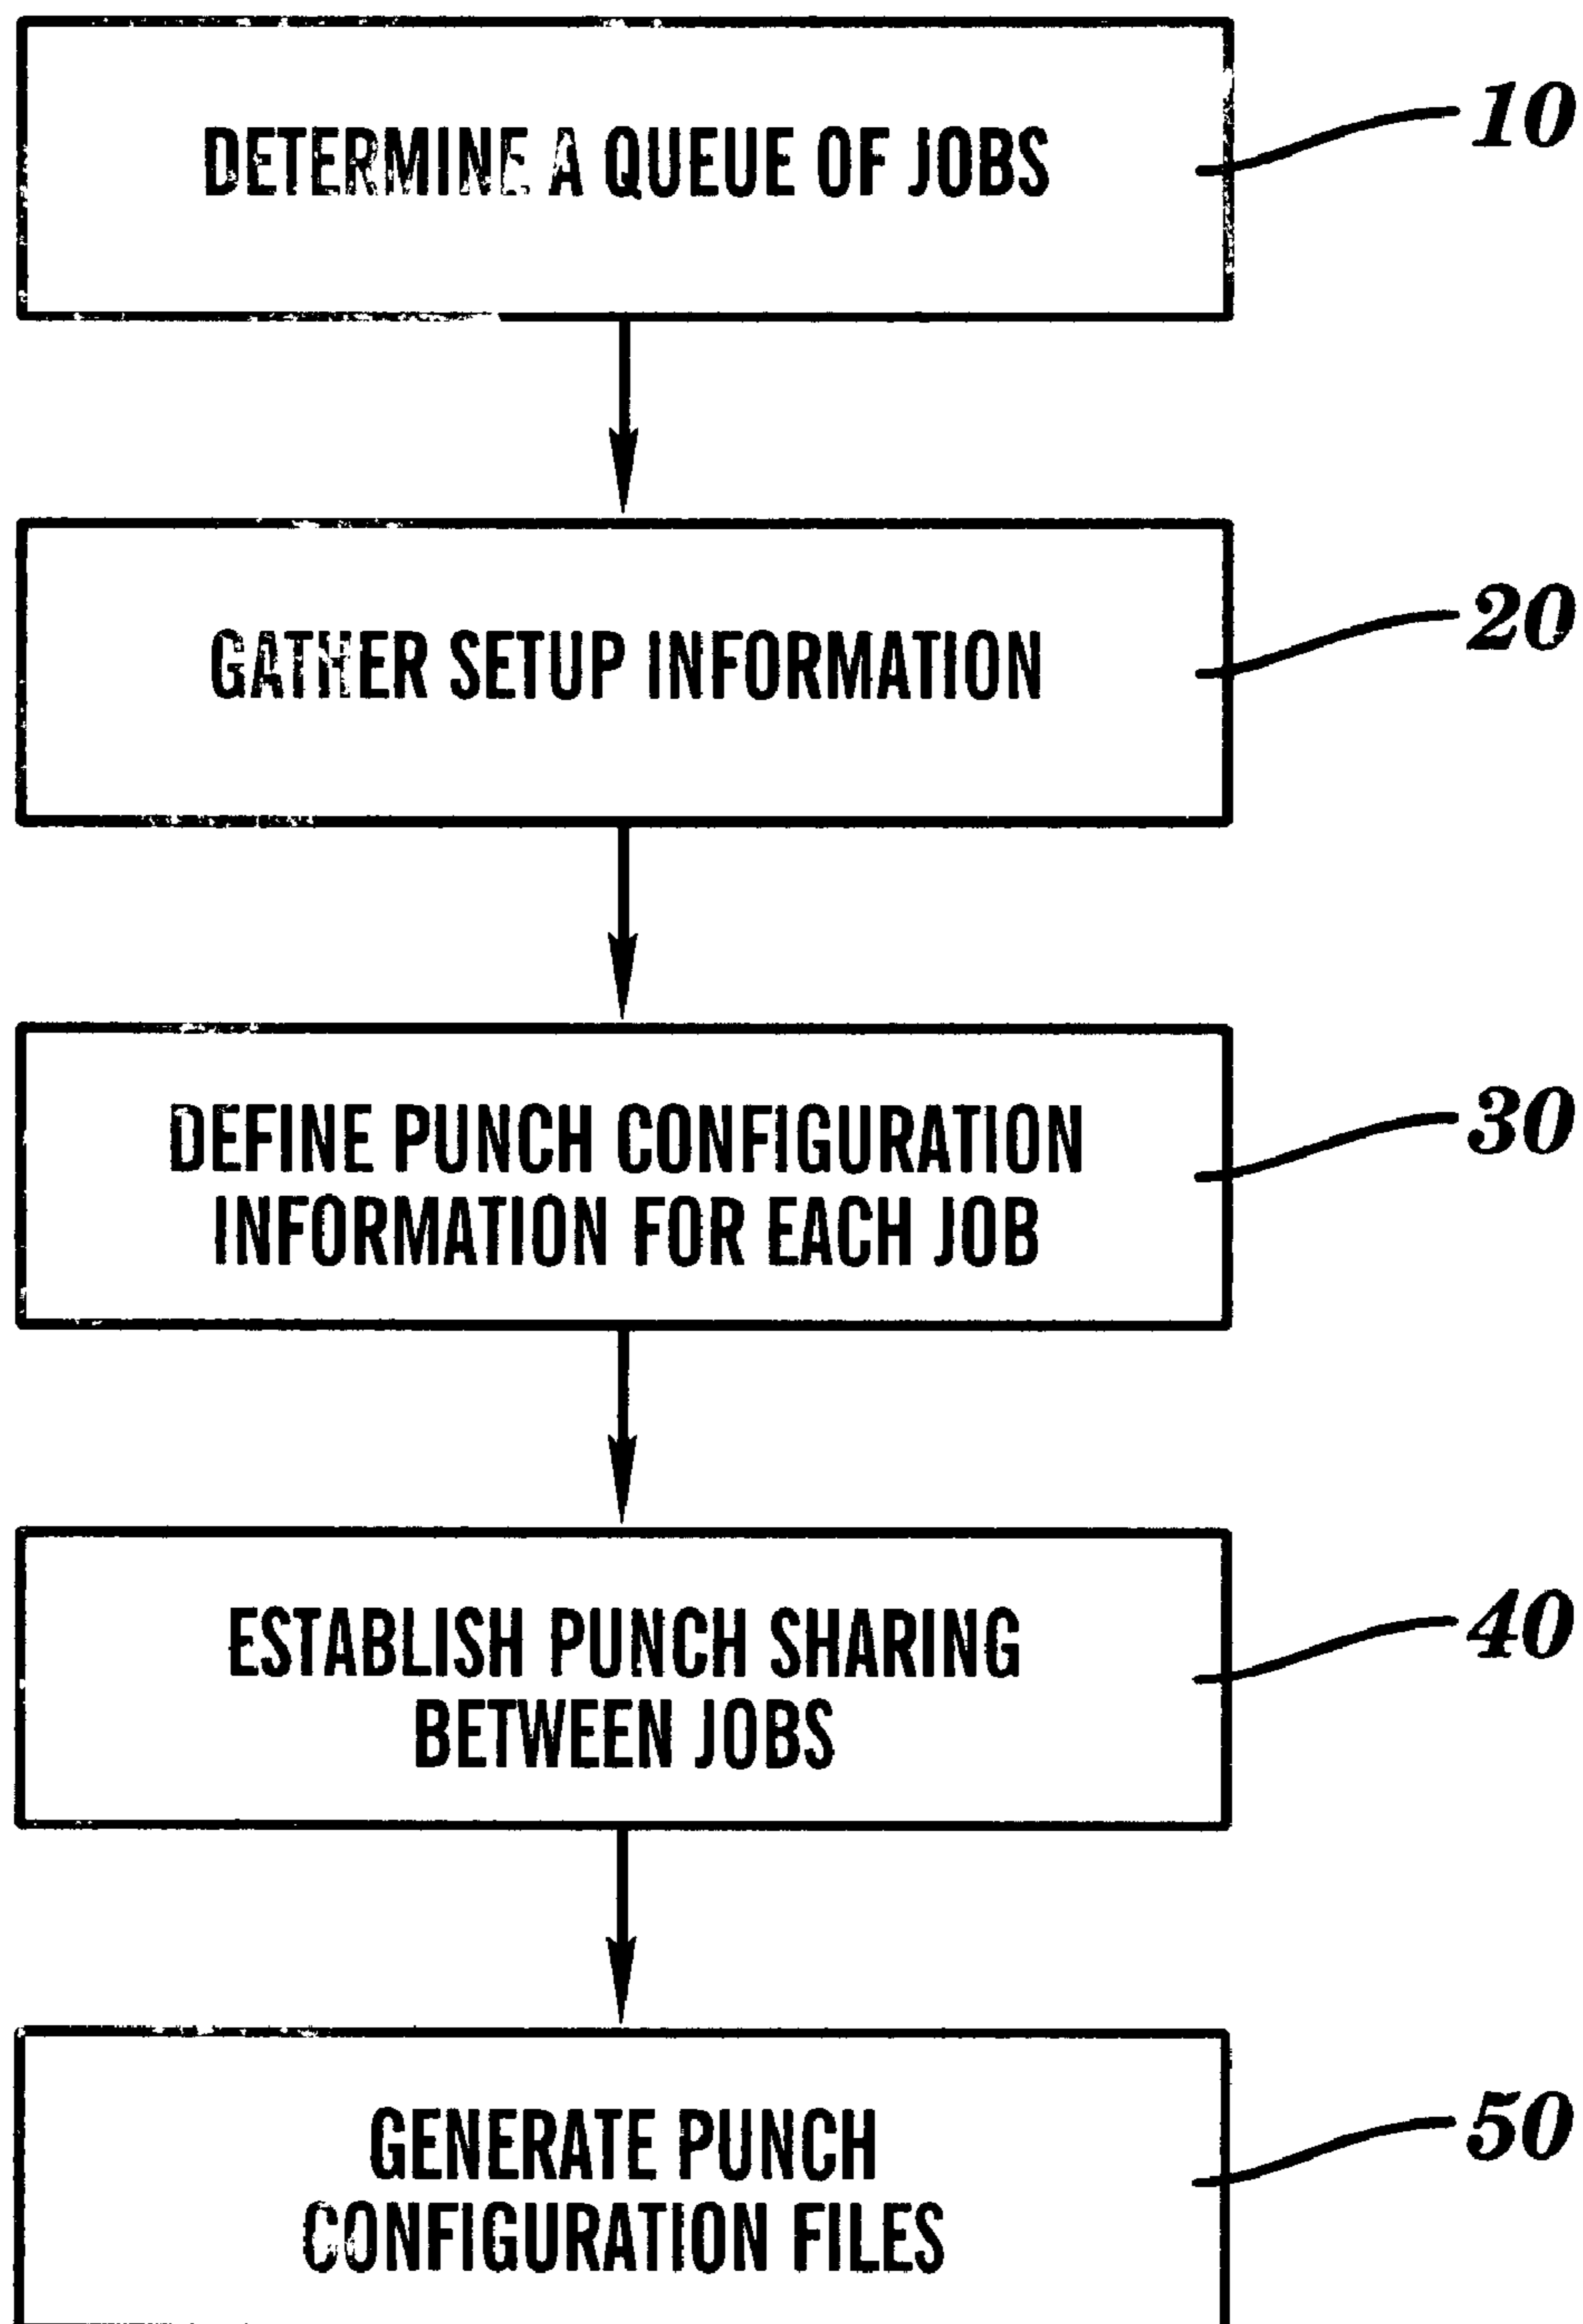 DETERMINE A QUEUE OF JOBS
10
GATHER SETUP INFORMATION
20
DEFINE PUNCH CONFIGURATION
INFORMATION FOR EACH JOB
30
ESTABLISH PUNCH SHARING
BETWEEN JOBS
40
GENERATE PUNCH
CONFIGURATION FILES
50